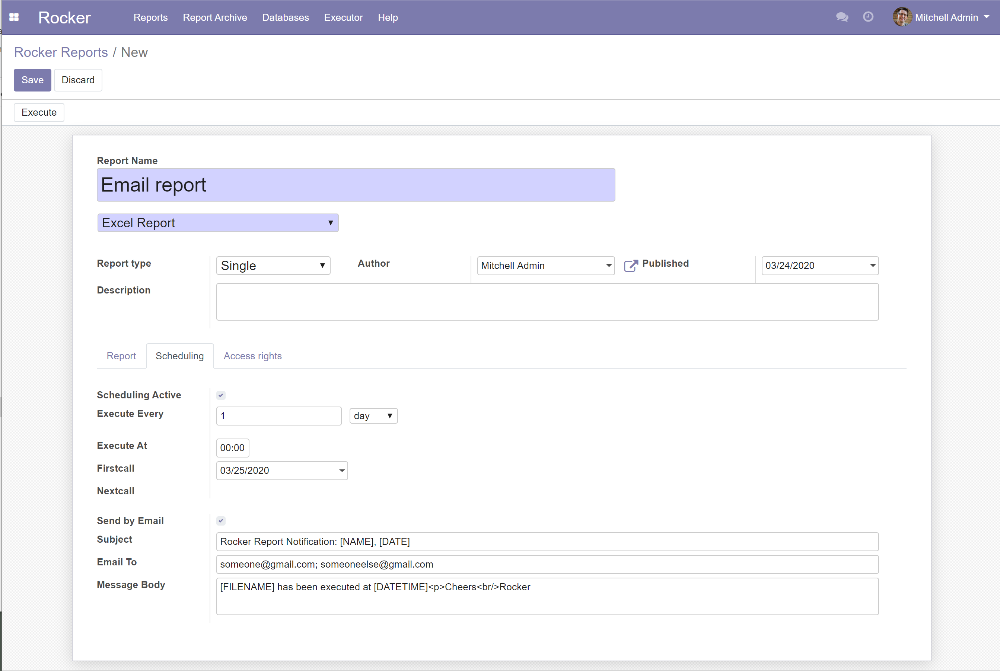 Rocker Reports Report Archive Databases Executor Help Mitchell Admin
Rocker Reports / New
Save Discard
Execute
Report Name
Email report
Excel Report
Report type Single Author Mitchell Admin Published 03/24/2020
Description
Report Scheduling Access rights
Scheduling Active
Execute Every 1 day
Execute At 00:00
Firstcall 03/25/2020
Nextcall
Send by Email
Subject Rocker Report Notification: [NAME], [DATE]
Email To someone@gmail.com; someoneelse@gmail.com
Message Body [FILENAME] has been executed at [DATETIME]<p>Cheers<br/>Rocker